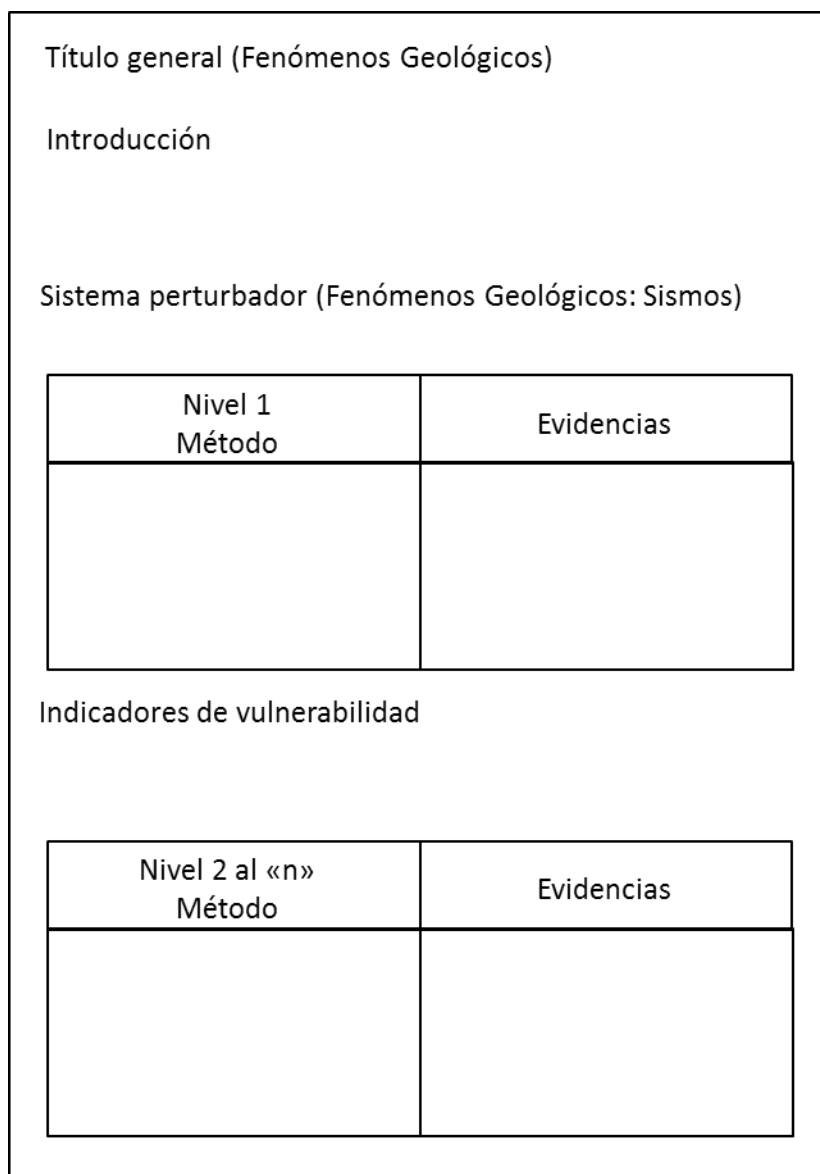 Título general (Fenómenos Geológicos)
Introducción
Sistema perturbador (Fenómenos Geológicos: Sismos)
Nivel 1
Método
Evidencias
Indicadores de vulnerabilidad
Nivel 2 al «n»
Método
Evidencias